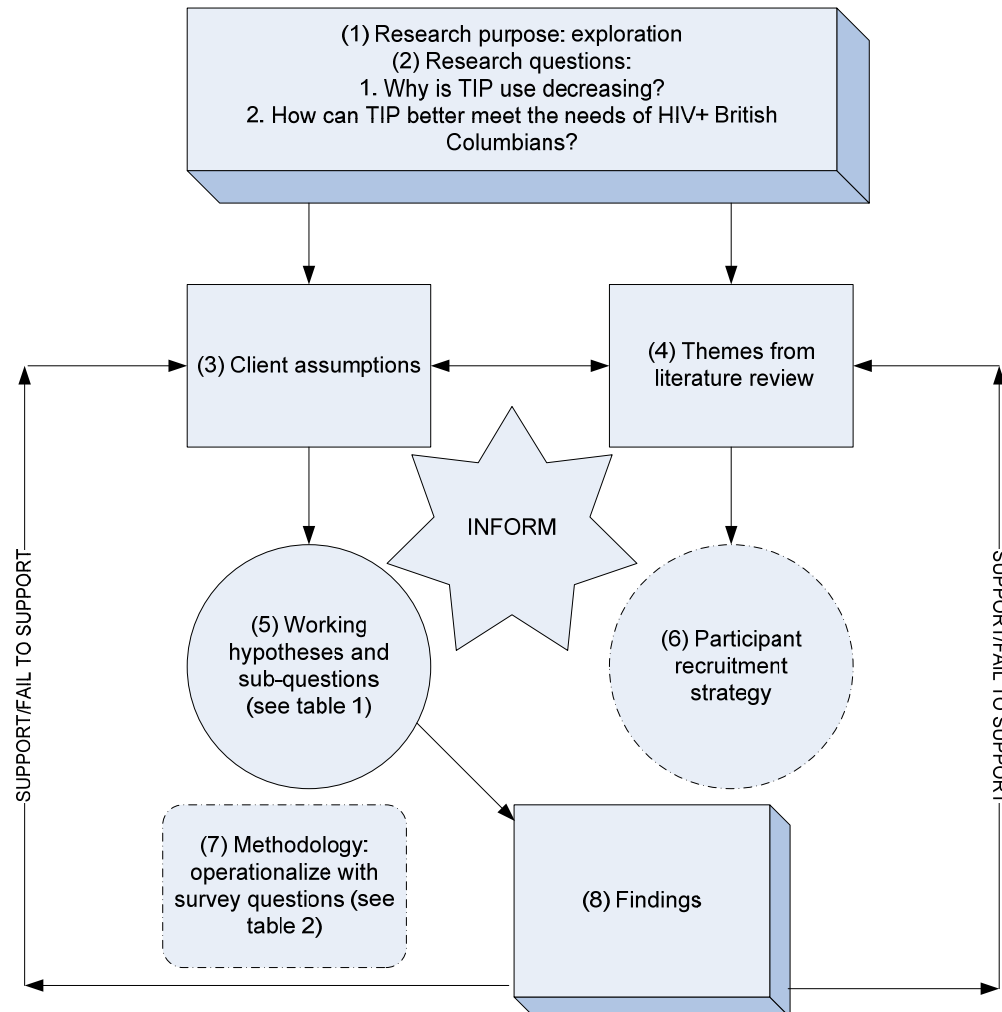 (1) Research purpose: exploration
(2) Research questions:
1. Why is TIP use decreasing?
2. How can TIP better meet the needs of HIV+ British
Columbians?
(3) Client assumptions
(4) Themes from
literature review
INFORM
SUPPORT/FAIL TO SUPPORT
(5) Working
hypotheses and
sub-questions
(see table 1)
(6) Participant
recruitment
strategy
SUPPORT/FAIL TO SUPPORT
(7) Methodology:
operationalize with
survey questions (see
table 2)
(8) Findings